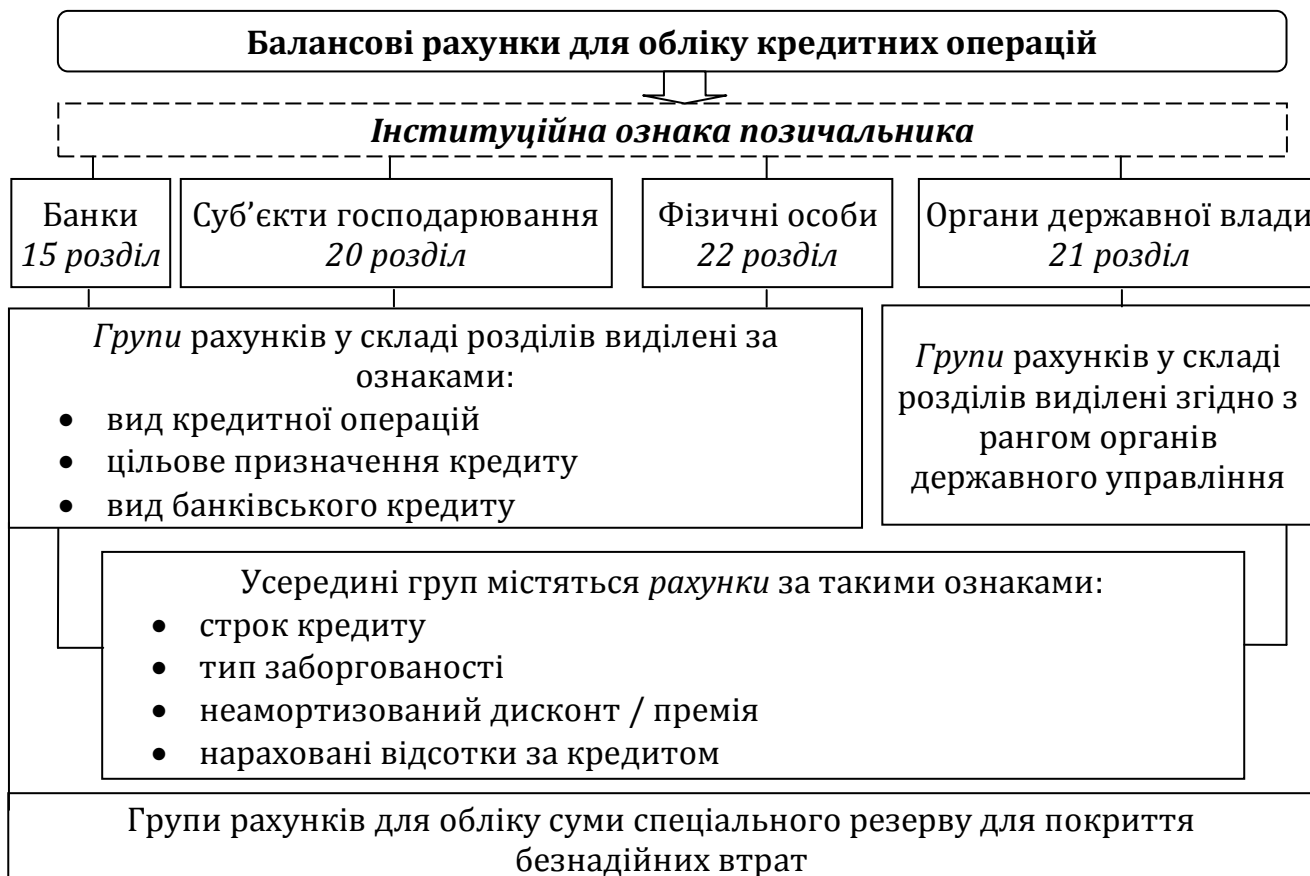 Балансові рахунки для обліку кредитних операцій
Інституційна ознака позичальника
Банки
15 розділ
Суб’єкти господарювання
20 розділ
Фізичні особи
22 розділ
Органи державної влади
21 розділ
Групи рахунків у складі розділів виділені за
ознаками:
• вид кредитної операцій
• цільове призначення кредиту
• вид банківського кредиту
Групи рахунків у складі
розділів виділені згідно з
рангом органів
державного управління
Усередині груп містяться рахунки за такими ознаками:
• строк кредиту
• тип заборгованості
• неамортизований дисконт / премія
• нараховані відсотки за кредитом
Групи рахунків для обліку суми спеціального резерву для покриття
безнадійних втрат